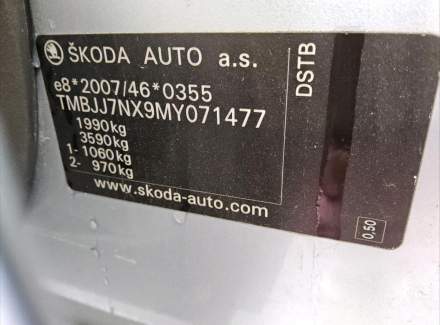 ŠKODA AUTO a.s.
e8*2007/46*0355
TMBJJ7NX9MY071477
1990kg
3590kg
1- 1060kg
2- 970kg
www.skoda-auto.com
DSTB
0,50